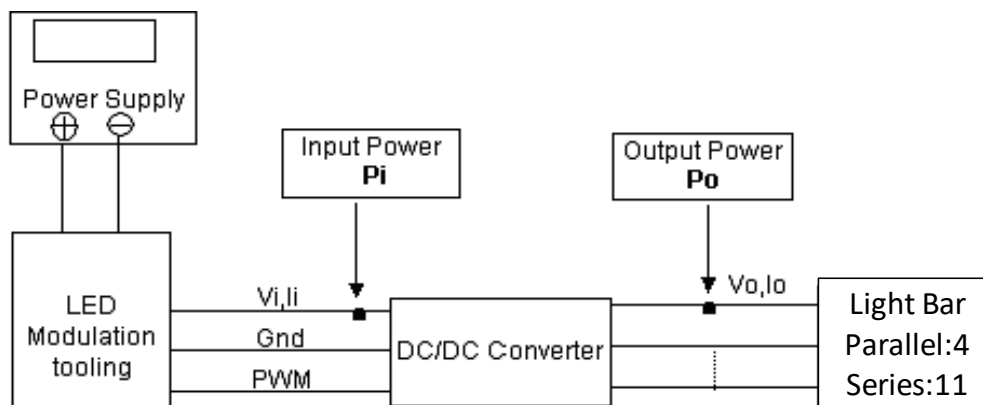 Power Supply
Input Power
Pi
Output Power
Po
LED
Modulation
tooling
Vi,Ii
Gnd
PWM
DC/DC Converter
Vo,Io
Light Bar
Parallel:4
Series:11